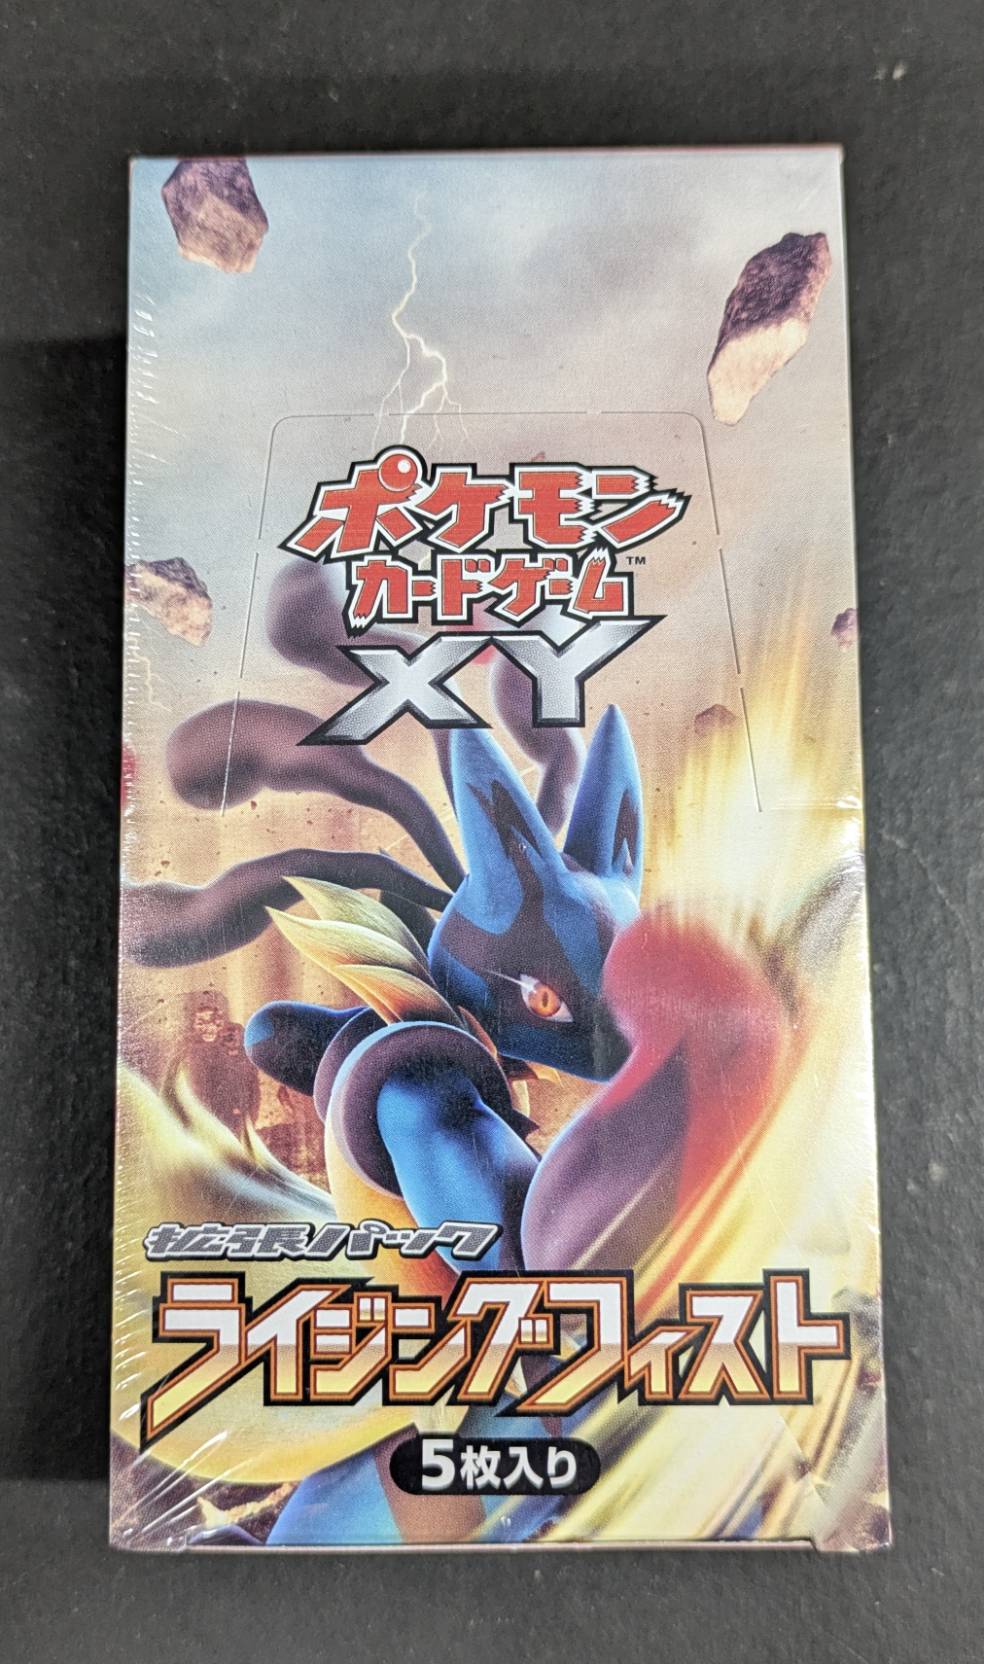 ポケモン
カードゲーム™
XY
拡張パック
ライジングフィスト
5枚入り